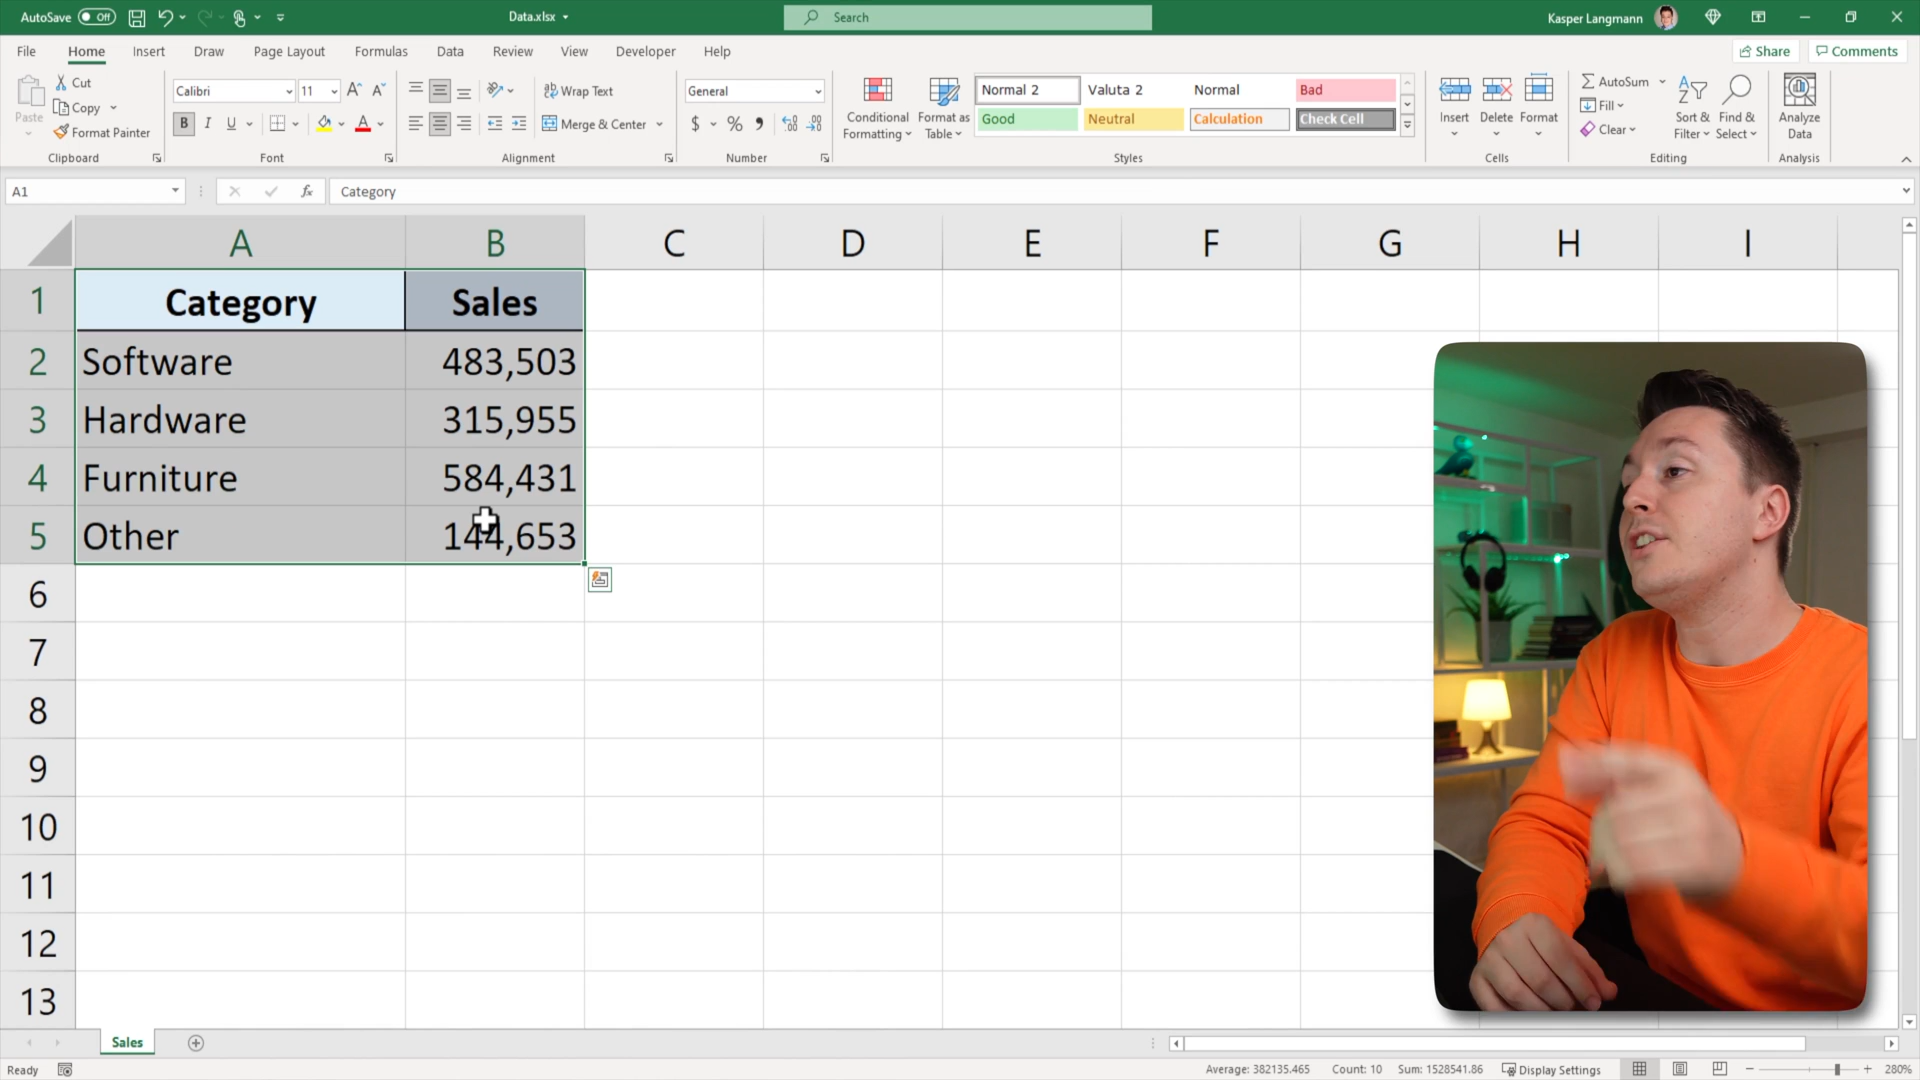 AutoSave Off Data.xlsx Search Kasper Langmann
File Home Insert Draw Page Layout Formulas Data Review View Developer Help Share Comments
Paste Cut Copy Format Painter Clipboard
Calibri 11 B I U A Font
Wrap Text Merge & Center Alignment
General $ % Number
Conditional Formatting Format as Table
Normal 2 Valuta 2 Normal Bad
Good Neutral Calculation Check Cell
Styles
Insert Delete Format Cells
AutoSum Fill Clear Sort & Filter Find & Select Editing
Analyze Data Analysis
A1 fx Category
A B C D E F G H I
1 Category Sales
2 Software 483,503
3 Hardware 315,955
4 Furniture 584,431
5 Other 144,653
6
7
8
9
10
11
12
13
Sales
Ready Average: 382135.465 Count: 10 Sum: 1528541.86 Display Settings 280%